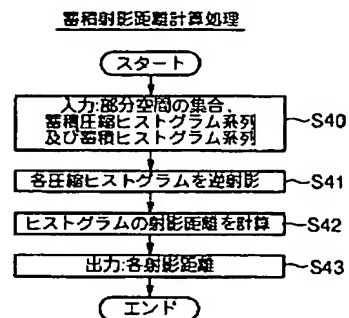 蓄積射影距離計算処理
スタート
入力:部分空間の集合、
蓄積圧縮ヒストグラム系列
及び蓄積ヒストグラム系列
S40
各圧縮ヒストグラムを逆射影
S41
ヒストグラムの射影距離を計算
S42
出力:各射影距離
S43
エンド